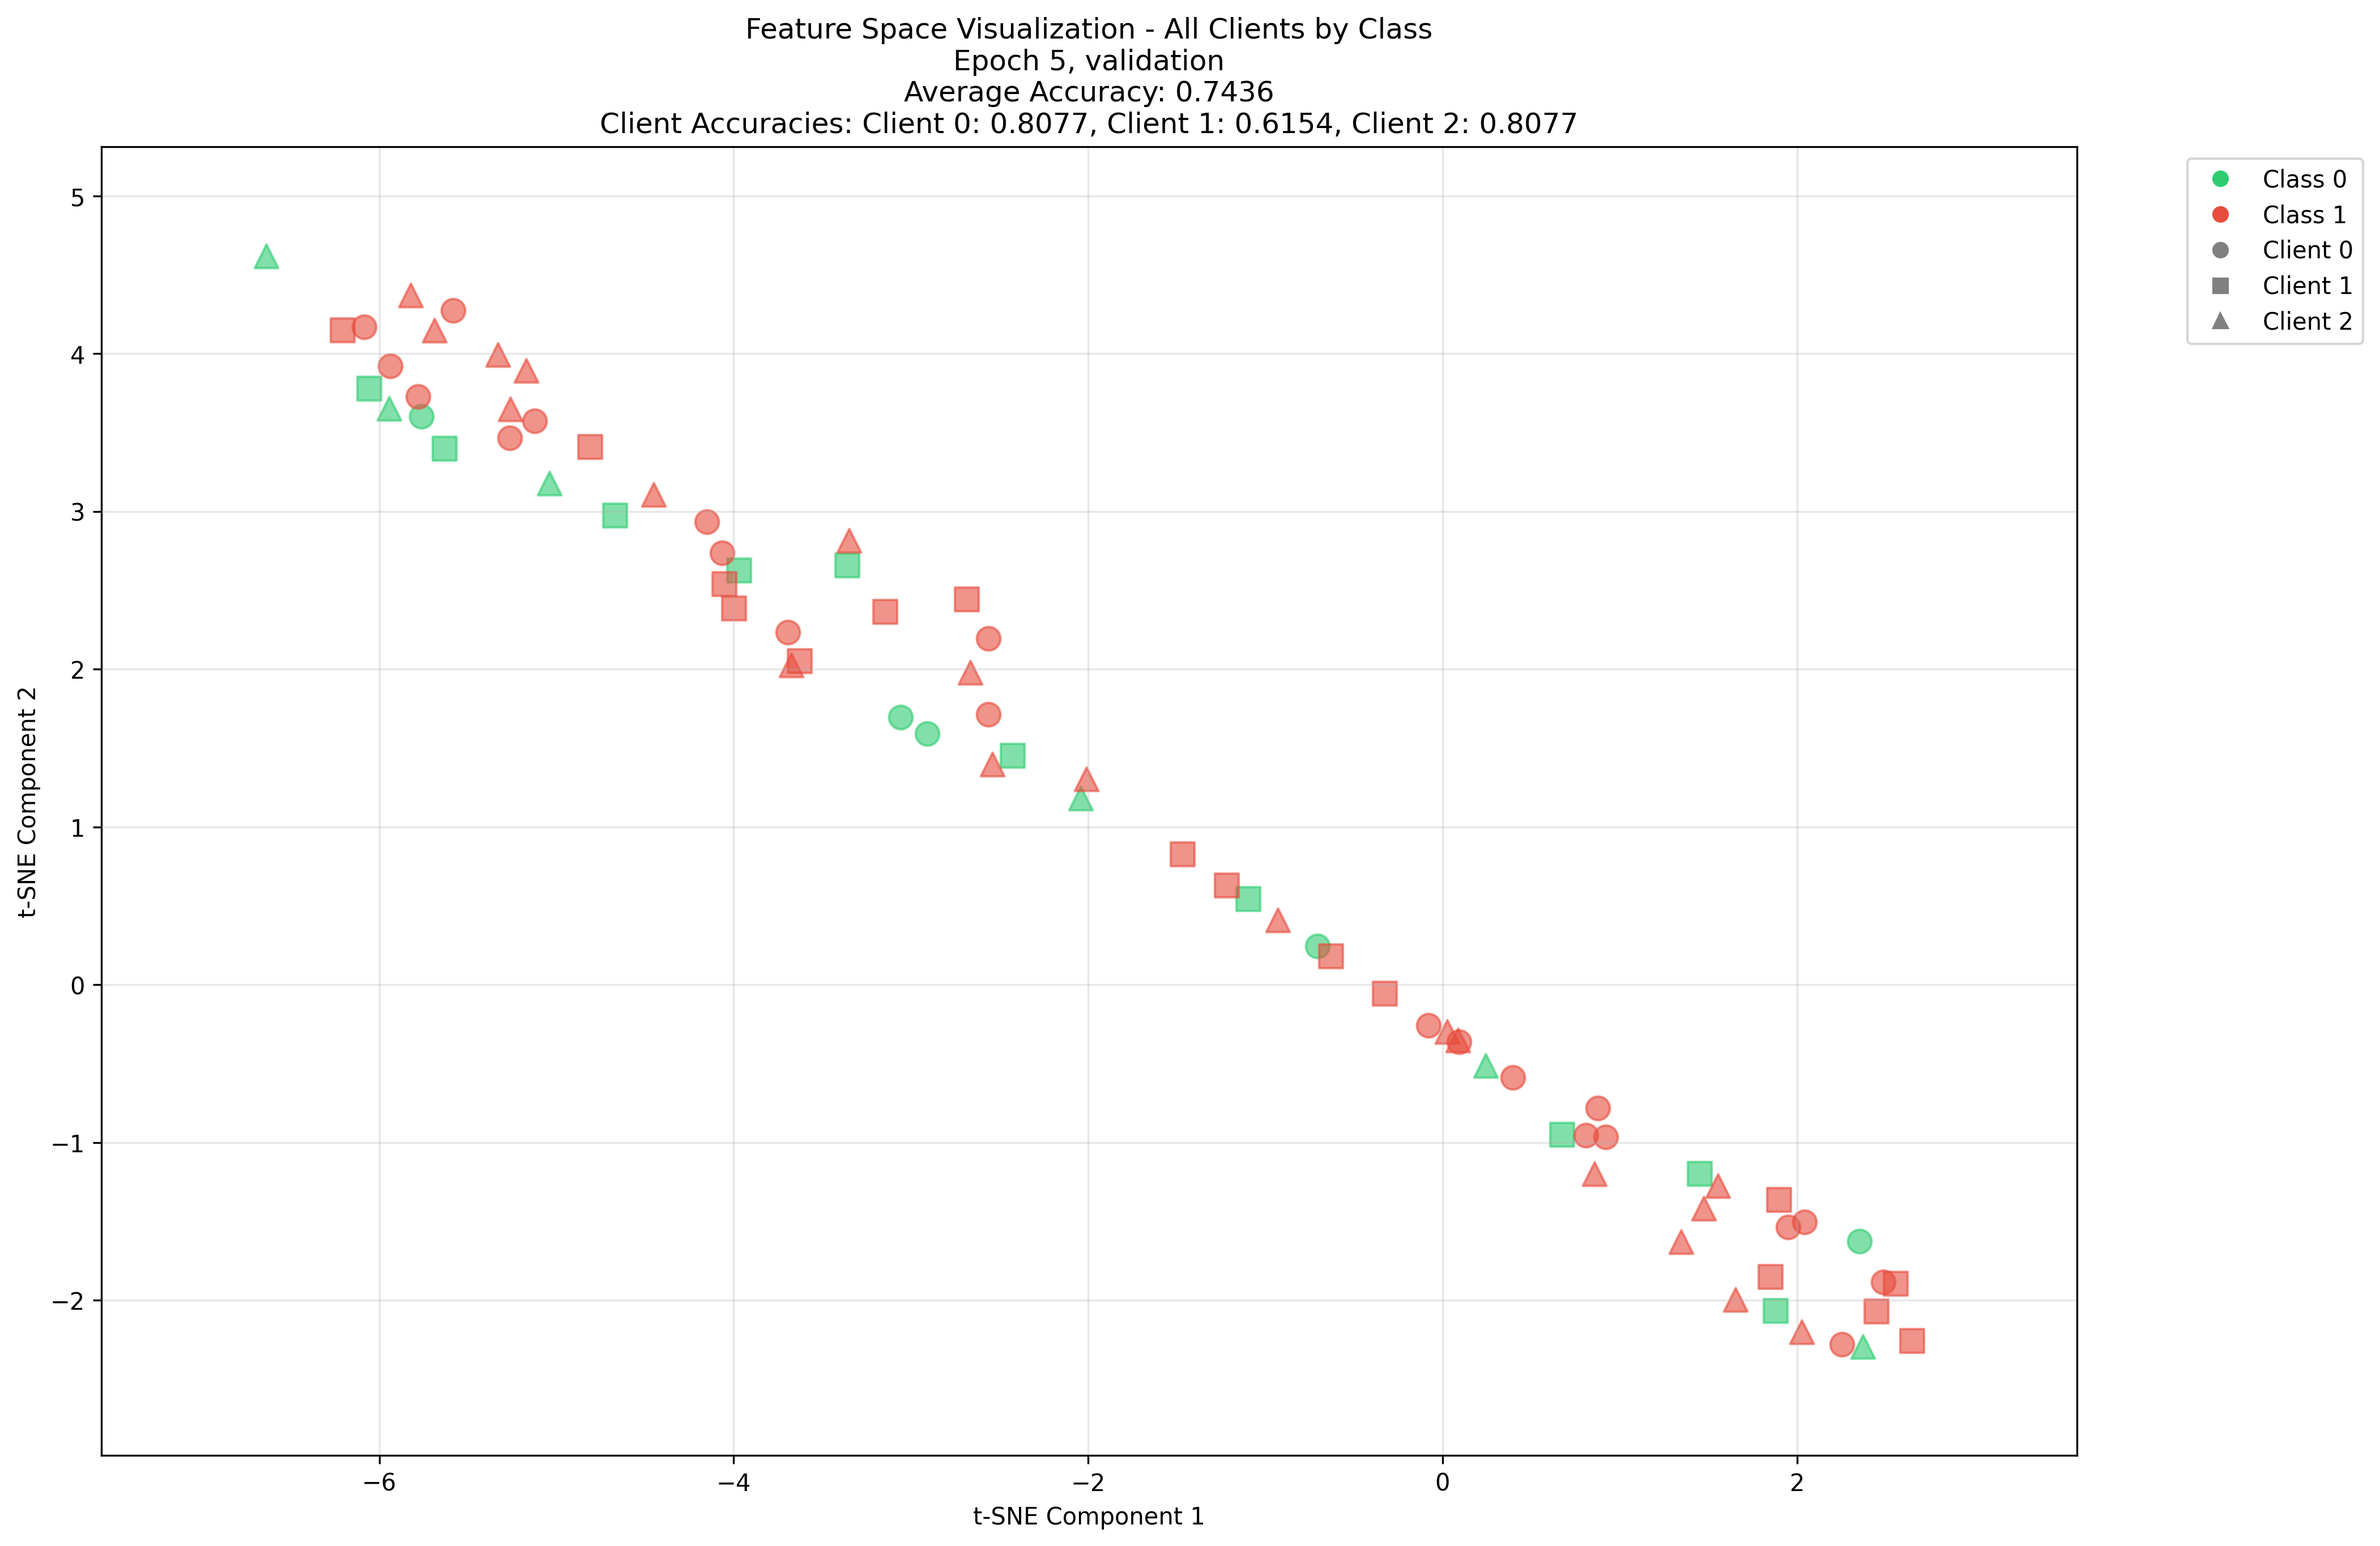 Feature Space Visualization - All Clients by Class
Epoch 5, validation
Average Accuracy: 0.7436
Client Accuracies: Client 0: 0.8077, Client 1: 0.6154, Client 2: 0.8077
Class 0
Class 1
Client 0
Client 1
Client 2
5
4
3
2
1
0
−1
−2
t-SNE Component 2
−6
−4
−2
0
2
t-SNE Component 1